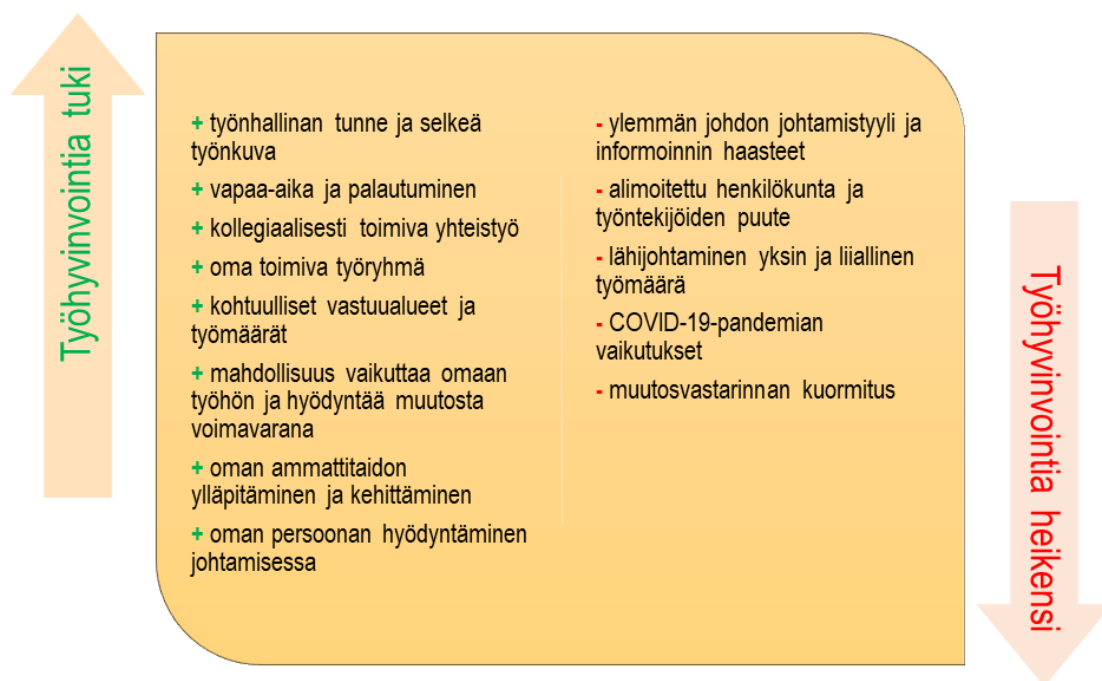 Työhyvinvointia tuki
+ työnhallinan tunne ja selkeä
työnkuva
+ vapaa-aika ja palautuminen
+ kollegiaalisesti toimiva yhteistyö
+ oma toimiva työryhmä
+ kohtuulliset vastuualueet ja
työmäärät
+ mahdollisuus vaikuttaa omaan
työhön ja hyödyntää muutosta
voimavarana
+ oman ammattitaidon
ylläpitäminen ja kehittäminen
+ oman persoonan hyödyntäminen
johtamisessa
- ylemmän johdon johtamistyyli ja
informoinnin haasteet
- alimoitettu henkilökunta ja
työntekijöiden puute
- lähijohtaminen yksin ja liiallinen
työmäärä
- COVID-19-pandemian
vaikutukset
- muutosvastarinnan kuormitus
Työhyvinvointia heikensi